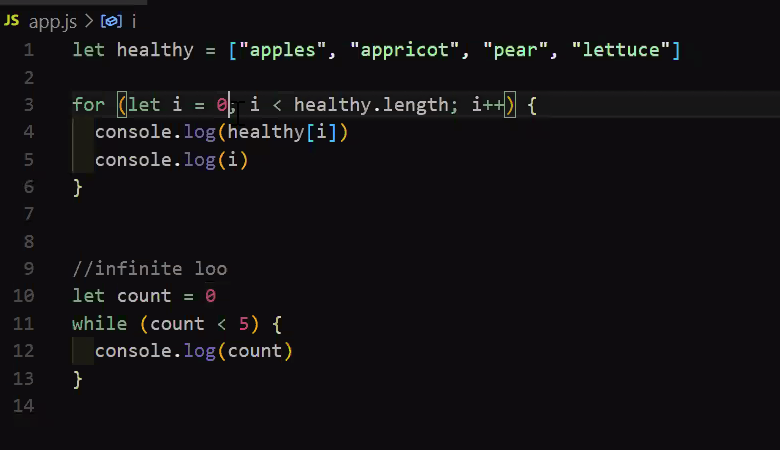 JS app.js > i
1 let healthy = ["apples", "appricot", "pear", "lettuce"]
2
3 for (let i = 0; i < healthy.length; i++) {
4 console.log(healthy[i])
5 console.log(i)
6 }
7
8
9 //infinite loo
10 let count = 0
11 while (count < 5) {
12 console.log(count)
13 }
14